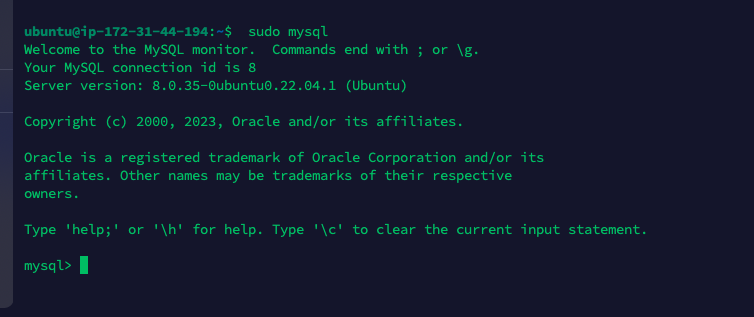 ubuntu@ip-172-31-44-194:~$  sudo mysql
Welcome to the MySQL monitor.  Commands end with ; or \g.
Your MySQL connection id is 8
Server version: 8.0.35-0ubuntu0.22.04.1 (Ubuntu)
Copyright (c) 2000, 2023, Oracle and/or its affiliates.
Oracle is a registered trademark of Oracle Corporation and/or its
affiliates. Other names may be trademarks of their respective
owners.
Type 'help;' or '\h' for help. Type '\c' to clear the current input statement.
mysql>